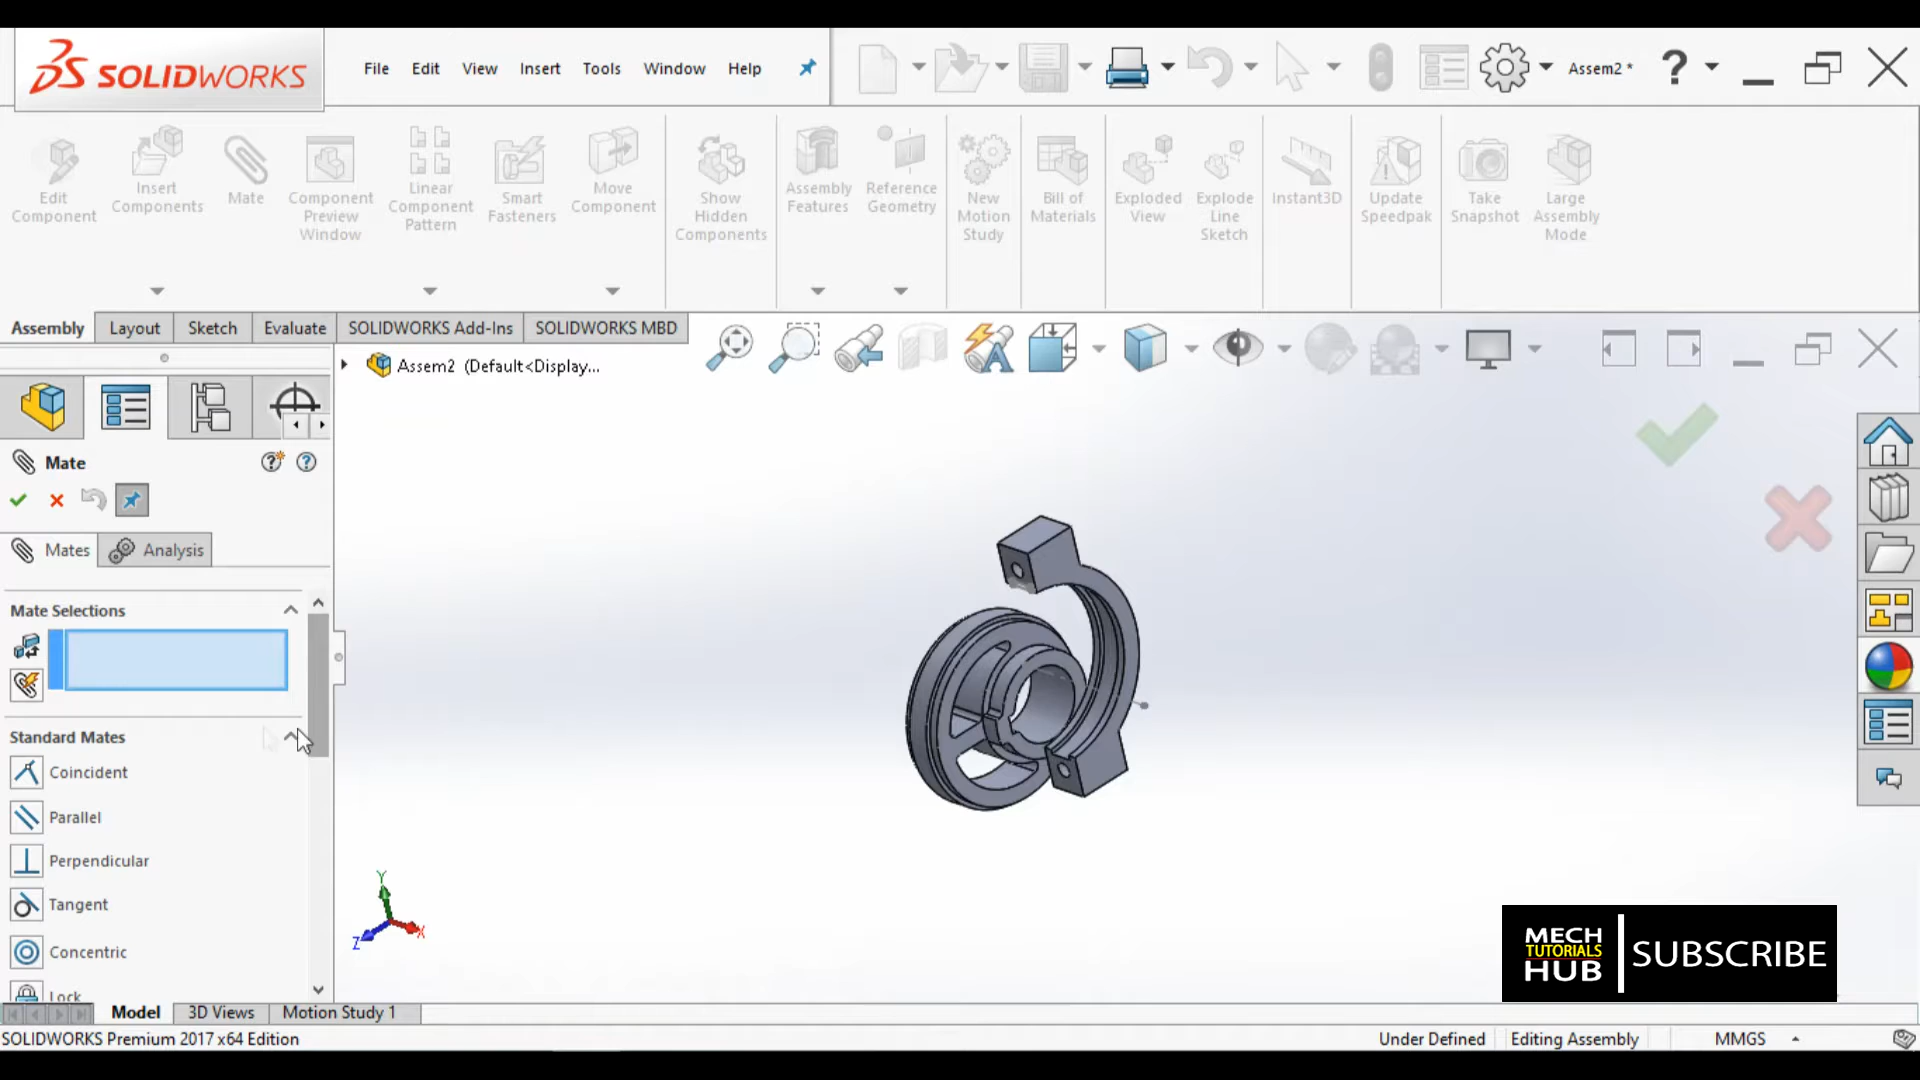 SOLIDWORKS
File Edit View Insert Tools Window Help
Assem2 *
Edit Component
Insert Components
Mate
Component Preview Window
Linear Component Pattern
Smart Fasteners
Move Component
Show Hidden Components
Assembly Features
Reference Geometry
New Motion Study
Bill of Materials
Exploded View
Explode Line Sketch
Instant3D
Update Speedpak
Take Snapshot
Large Assembly Mode
Assembly Layout Sketch Evaluate SOLIDWORKS Add-Ins SOLIDWORKS MBD
Assem2 (Default<Display...
Mate
Mates Analysis
Mate Selections
Standard Mates
Coincident
Parallel
Perpendicular
Tangent
Concentric
Lock
Y
X
Z
MECH
TUTORIALS
HUB
SUBSCRIBE
Model 3D Views Motion Study 1
SOLIDWORKS Premium 2017 x64 Edition
Under Defined Editing Assembly MMGS